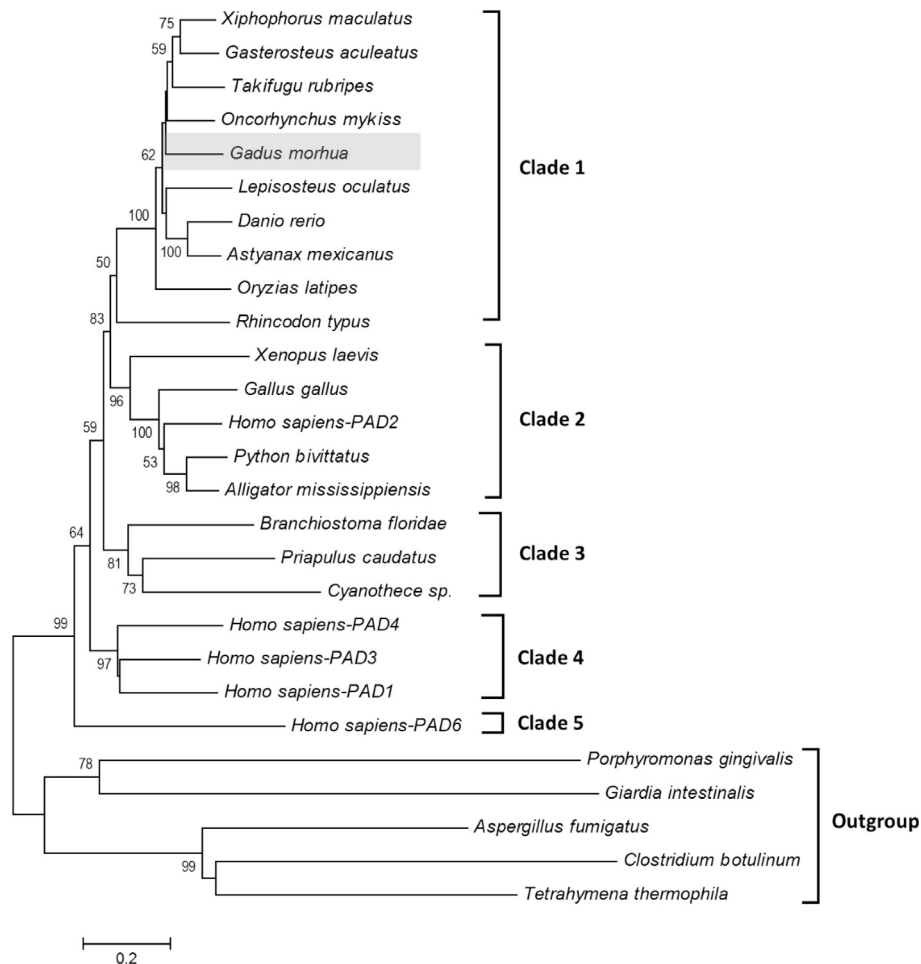 75
Xiphophorus maculatus
59
Gasterosteus aculeatus
Takifugu rubripes
Oncorhynchus mykiss
62
Gadus morhua
Clade 1
Lepisosteus oculatus
100
Danio rerio
100
Astyanax mexicanus
50
Oryzias latipes
83
Rhincodon typus
Xenopus laevis
96
Gallus gallus
59
100
Homo sapiens-PAD2
Clade 2
53
Python bivittatus
98
Alligator mississippiensis
64
Branchiostoma floridae
81
Priapulus caudatus
Clade 3
73
Cyanothece sp.
99
Homo sapiens-PAD4
97
Homo sapiens-PAD3
Clade 4
Homo sapiens-PAD1
Homo sapiens-PAD6
Clade 5
78
Porphyromonas gingivalis
Giardia intestinalis
Outgroup
Aspergillus fumigatus
99
Clostridium botulinum
Tetrahymena thermophila
0.2